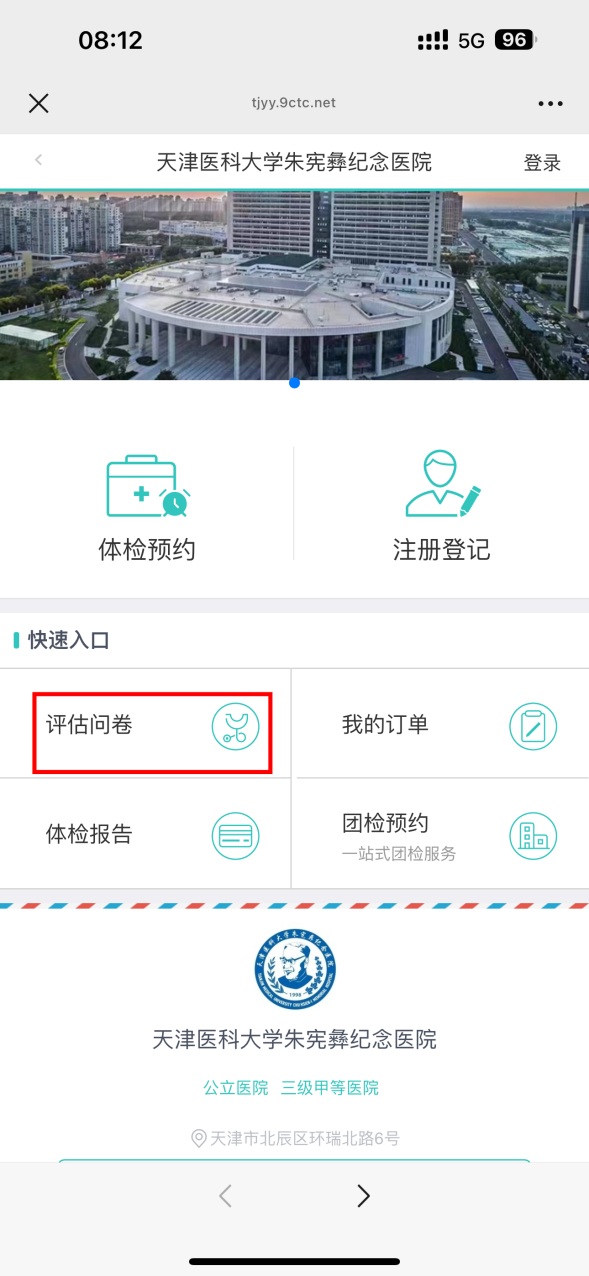 08:12
5G 96
tjyy.9ctc.net
天津医科大学朱宪彝纪念医院
登录
体检预约
注册登记
快速入口
评估问卷
我的订单
体检报告
团检预约
一站式团检服务
天津医科大学朱宪彝纪念医院
公立医院 三级甲等医院
天津市北辰区环瑞北路6号